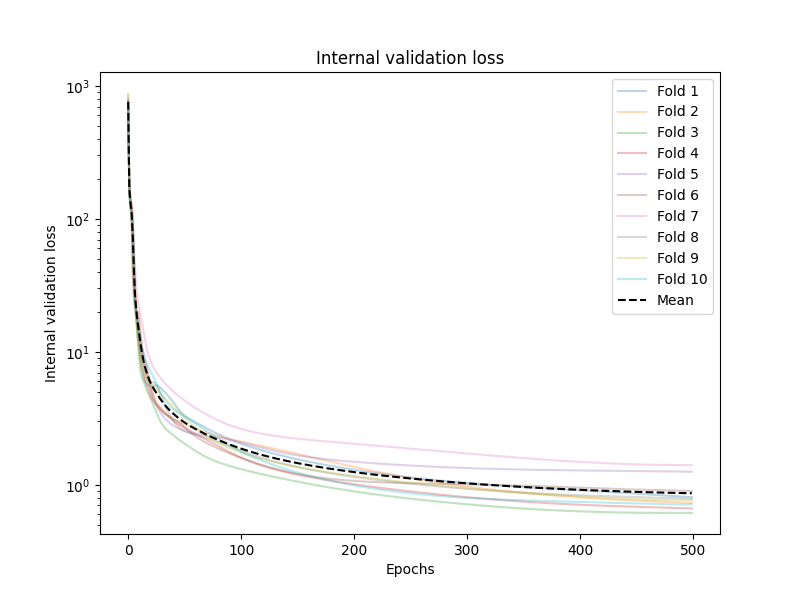 Internal validation loss
10³
10²
10¹
10⁰
Internal validation loss
0 100 200 300 400 500
Epochs
Fold 1
Fold 2
Fold 3
Fold 4
Fold 5
Fold 6
Fold 7
Fold 8
Fold 9
Fold 10
Mean